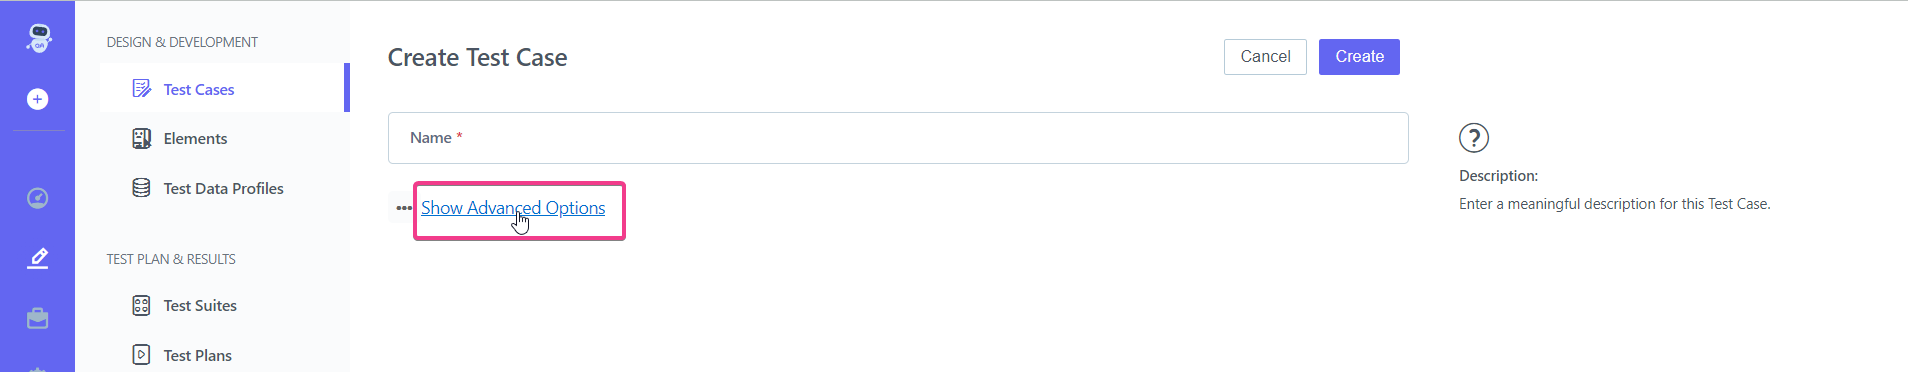 DESIGN & DEVELOPMENT
Test Cases
Elements
Test Data Profiles
TEST PLAN & RESULTS
Test Suites
Test Plans
Create Test Case
Cancel
Create
Name *
Show Advanced Options
Description:
Enter a meaningful description for this Test Case.
QA